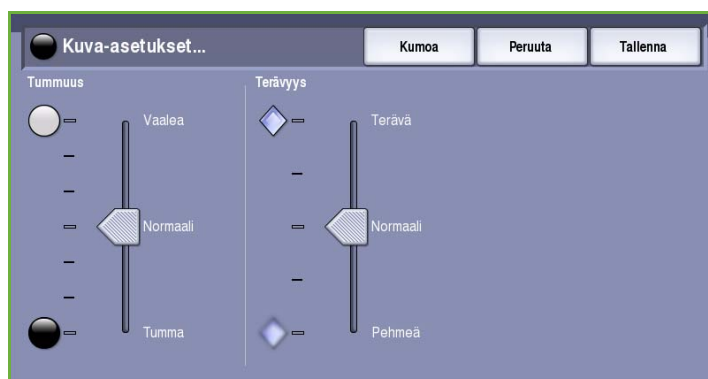 Kuva-asetukset...
Kumoa
Peruuta
Tallenna
Tummuus
Vaalea
Normaali
Tumma
Terävyys
Terävä
Normaali
Pehmeä